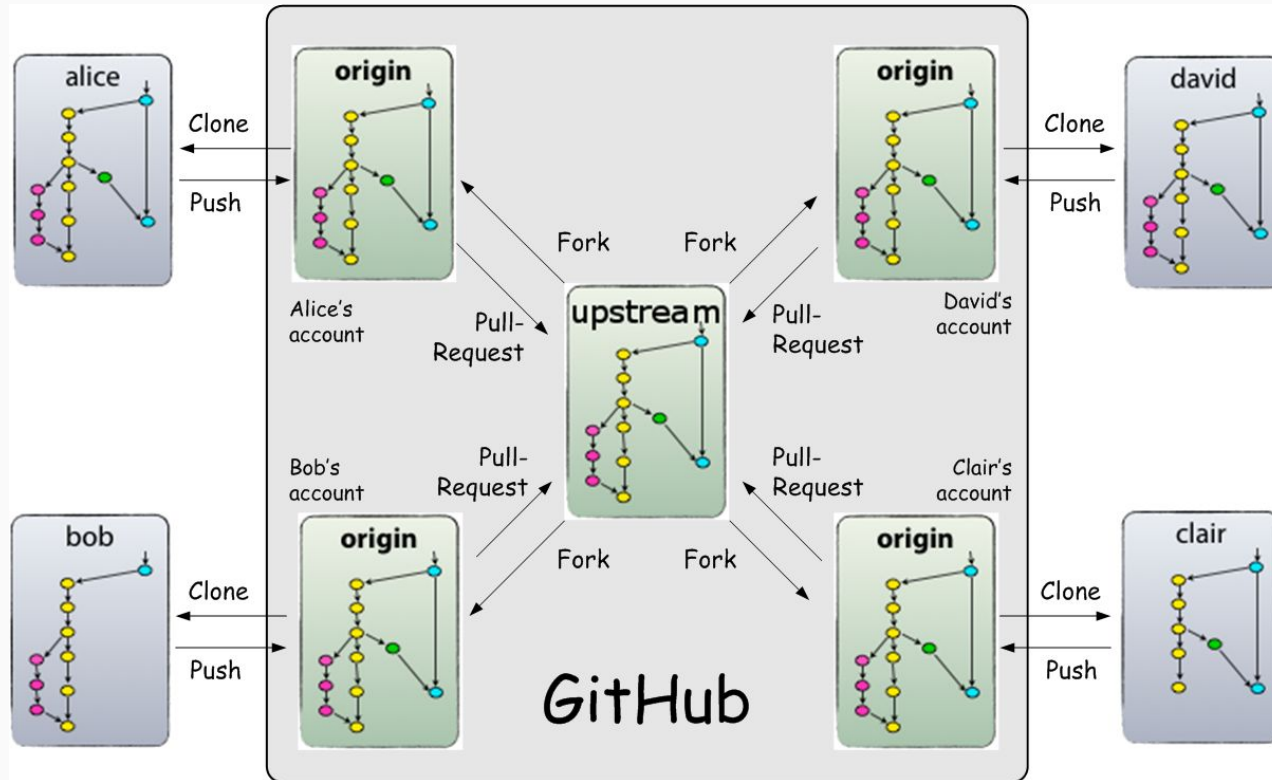 alice
origin
origin
david
Clone
Push
Clone
Push
Fork
Fork
Alice's
account
Pull-
Request
upstream
Pull-
Request
David's
account
Bob's
account
Pull-
Request
Pull-
Request
Clair's
account
bob
origin
Fork
Fork
origin
clair
Clone
Push
Clone
Push
GitHub